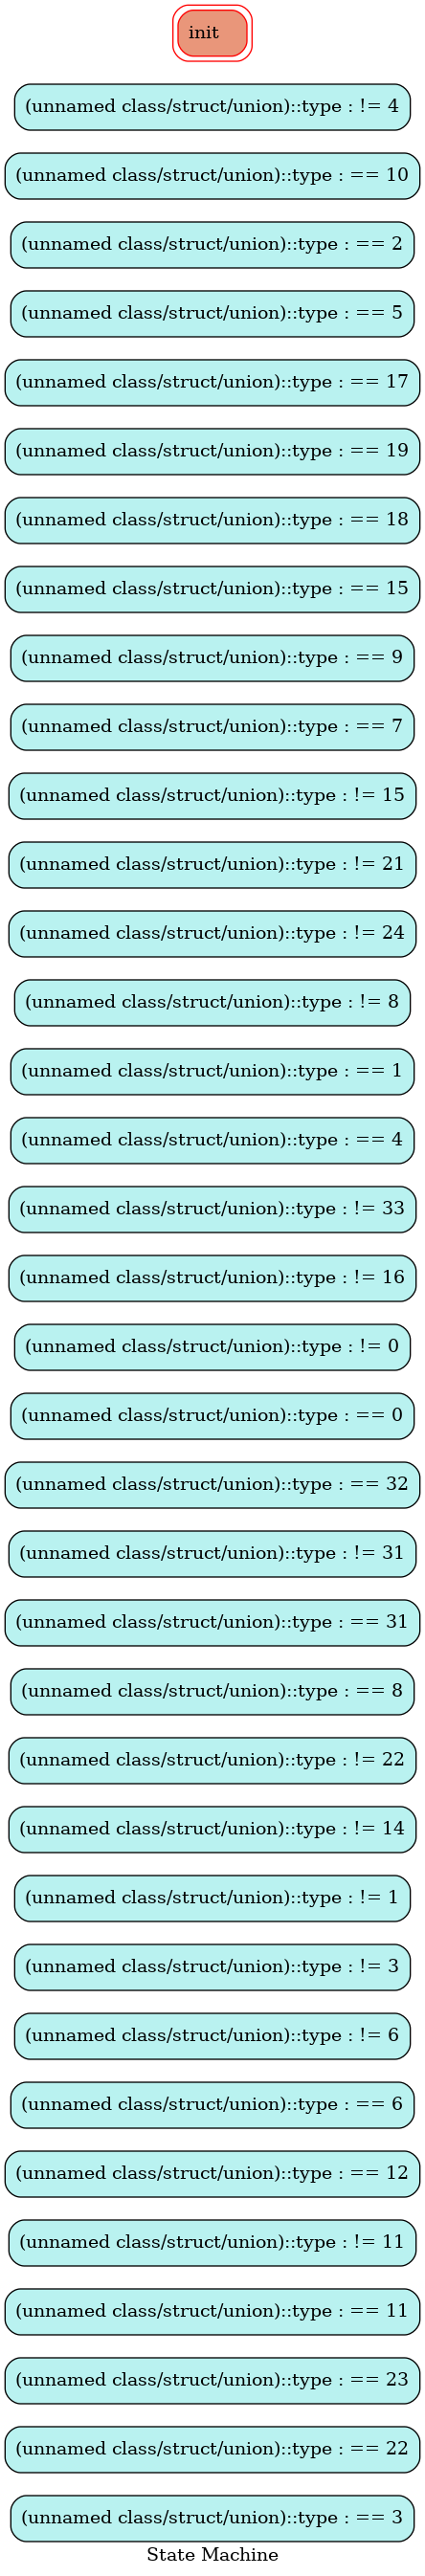 init
(unnamed class/struct/union)::type : != 4
(unnamed class/struct/union)::type : == 10
(unnamed class/struct/union)::type : == 2
(unnamed class/struct/union)::type : == 5
(unnamed class/struct/union)::type : == 17
(unnamed class/struct/union)::type : == 19
(unnamed class/struct/union)::type : == 18
(unnamed class/struct/union)::type : == 15
(unnamed class/struct/union)::type : == 9
(unnamed class/struct/union)::type : == 7
(unnamed class/struct/union)::type : != 15
(unnamed class/struct/union)::type : != 21
(unnamed class/struct/union)::type : != 24
(unnamed class/struct/union)::type : != 8
(unnamed class/struct/union)::type : == 1
(unnamed class/struct/union)::type : == 4
(unnamed class/struct/union)::type : != 33
(unnamed class/struct/union)::type : != 16
(unnamed class/struct/union)::type : != 0
(unnamed class/struct/union)::type : == 0
(unnamed class/struct/union)::type : == 32
(unnamed class/struct/union)::type : != 31
(unnamed class/struct/union)::type : == 31
(unnamed class/struct/union)::type : == 8
(unnamed class/struct/union)::type : != 22
(unnamed class/struct/union)::type : != 14
(unnamed class/struct/union)::type : != 1
(unnamed class/struct/union)::type : != 3
(unnamed class/struct/union)::type : != 6
(unnamed class/struct/union)::type : == 6
(unnamed class/struct/union)::type : == 12
(unnamed class/struct/union)::type : != 11
(unnamed class/struct/union)::type : == 11
(unnamed class/struct/union)::type : == 23
(unnamed class/struct/union)::type : == 22
(unnamed class/struct/union)::type : == 3
State Machine